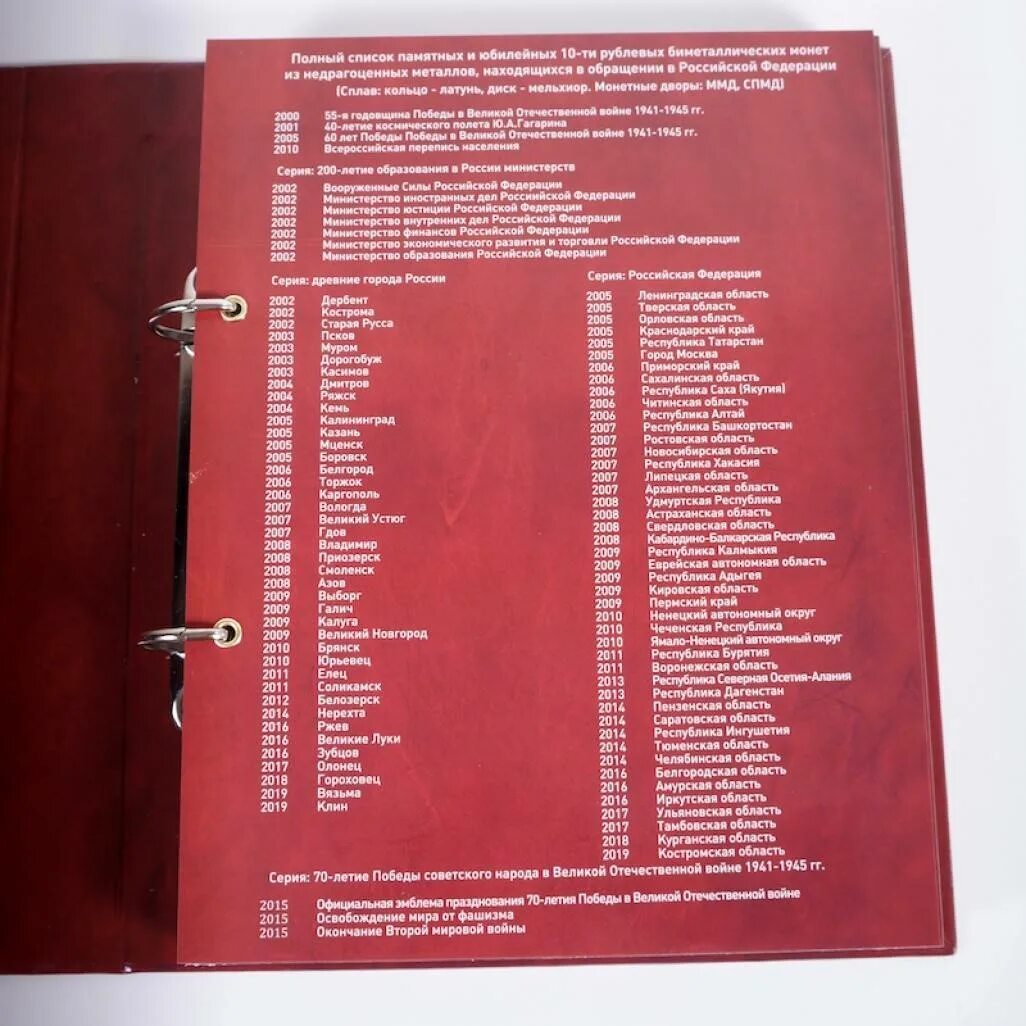 Полный список памятных и юбилейных 10-ти рублевых биметаллических монет
из недрагоценных металлов, находящихся в обращении в Российской Федерации
(Сплав: кольцо - латунь, диск - мельхиор. Монетные дворы: ММД, СПМД)
2000 55-я годовщина Победы в Великой Отечественной войне 1941-1945 гг.
2001 40-летие космического полета Ю.А.Гагарина
2005 60 лет Победы Победы в Великой Отечественной войне 1941-1945 гг.
2010 Всероссийская перепись населения
Серия: 200-летие образования в России министерств
2002 Вооруженные Силы Российской Федерации
2002 Министерство иностранных дел Российской Федерации
2002 Министерство юстиции Российской Федерации
2002 Министерство внутренних дел Российской Федерации
2002 Министерство финансов Российской Федерации
2002 Министерство экономического развития и торговли Российской Федерации
2002 Министерство образования Российской Федерации
Серия: древние города России
2002 Дербент
2002 Кострома
2002 Старая Русса
2003 Псков
2003 Муром
2003 Дорогобуж
2003 Касимов
2004 Дмитров
2004 Ряжск
2004 Кемь
2005 Калининград
2005 Казань
2005 Мценск
2005 Боровск
2006 Белгород
2006 Торжок
2006 Каргополь
2007 Вологда
2007 Великий Устюг
2007 Гдов
2008 Владимир
2008 Приозерск
2008 Смоленск
2008 Азов
2009 Выборг
2009 Галич
2009 Калуга
2009 Великий Новгород
2010 Брянск
2010 Юрьевец
2011 Елец
2011 Соликамск
2012 Белозерск
2014 Нерехта
2016 Ржев
2016 Великие Луки
2016 Зубцов
2017 Олонец
2018 Гороховец
2019 Вязьма
2019 Клин
Серия: Российская Федерация
2005 Ленинградская область
2005 Тверская область
2005 Орловская область
2005 Краснодарский край
2005 Республика Татарстан
2005 Город Москва
2006 Приморский край
2006 Сахалинская область
2006 Республика Саха (Якутия)
2006 Читинская область
2006 Республика Алтай
2007 Республика Башкортостан
2007 Ростовская область
2007 Новосибирская область
2007 Республика Хакасия
2007 Липецкая область
2007 Архангельская область
2008 Удмуртская Республика
2008 Астраханская область
2008 Свердловская область
2008 Кабардино-Балкарская Республика
2009 Республика Калмыкия
2009 Еврейская автономная область
2009 Республика Адыгея
2009 Кировская область
2009 Пермский край
2010 Ненецкий автономный округ
2010 Чеченская Республика
2010 Ямало-Ненецкий автономный округ
2011 Республика Бурятия
2011 Воронежская область
2013 Республика Северная Осетия-Алания
2013 Республика Дагенстан
2014 Пензенская область
2014 Саратовская область
2014 Республика Ингушетия
2014 Тюменская область
2014 Челябинская область
2016 Белгородская область
2016 Амурская область
2016 Иркутская область
2017 Ульяновская область
2017 Тамбовская область
2018 Курганская область
2019 Костромская область
Серия: 70-летие Победы советского народа в Великой Отечественной войне 1941-1945 гг.
2015 Официальная эмблема празднования 70-летия Победы в Великой Отечественной войне
2015 Освобождение мира от фашизма
2015 Окончание Второй мировой войны